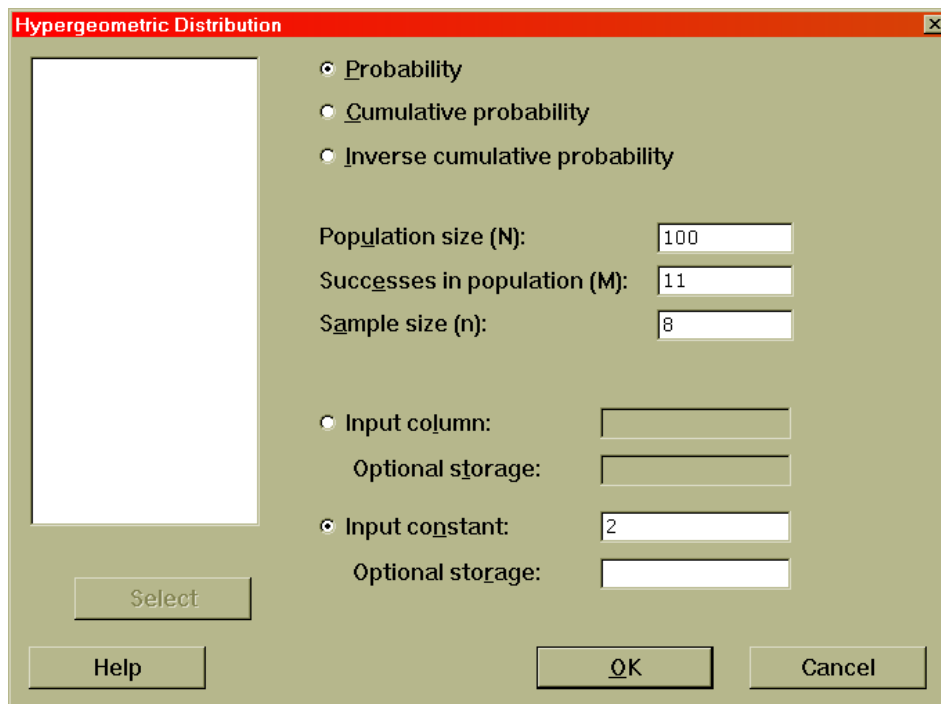 Hypergeometric Distribution
Probability
Cumulative probability
Inverse cumulative probability
Population size (N): 100
Successes in population (M): 11
Sample size (n): 8
Input column:
Optional storage:
Input constant: 2
Optional storage:
Select
Help OK Cancel